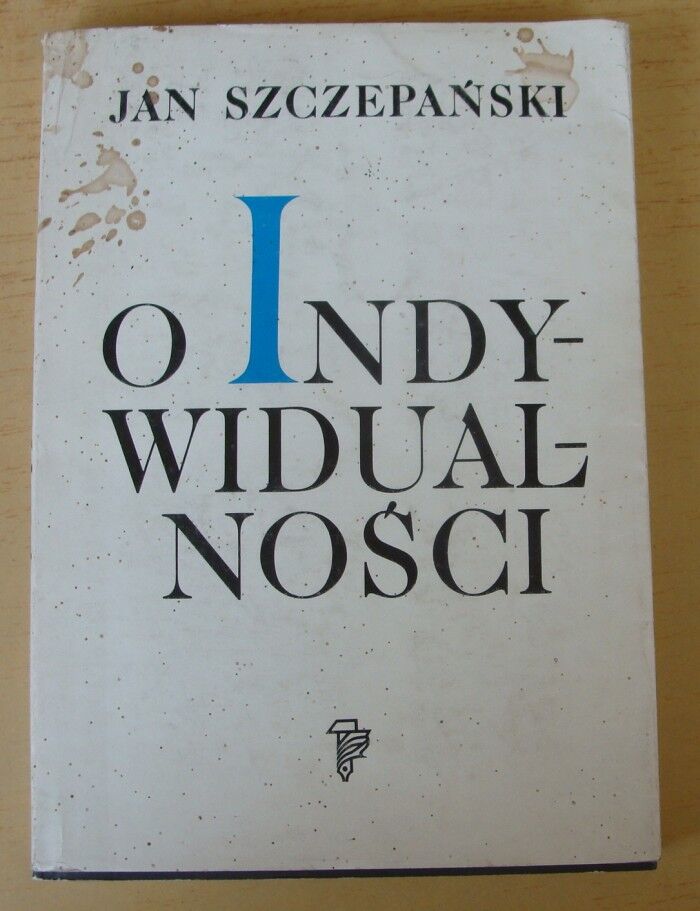 JAN SZCZEPAŃSKI
O INDY-
WIDUAL-
NOŚCI